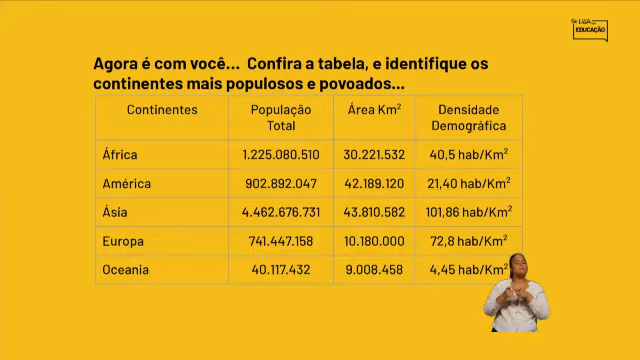 Se Liga na
EDUCAÇÃO
Agora é com você... Confira a tabela, e identifique os
continentes mais populosos e povoados...
Continentes População Total Área Km² Densidade Demográfica
África 1.225.080.510 30.221.532 40,5 hab/Km²
América 902.892.047 42.189.120 21,40 hab/Km²
Ásia 4.462.676.731 43.810.582 101,86 hab/Km²
Europa 741.447.158 10.180.000 72,8 hab/Km²
Oceania 40.117.432 9.008.458 4,45 hab/Km²